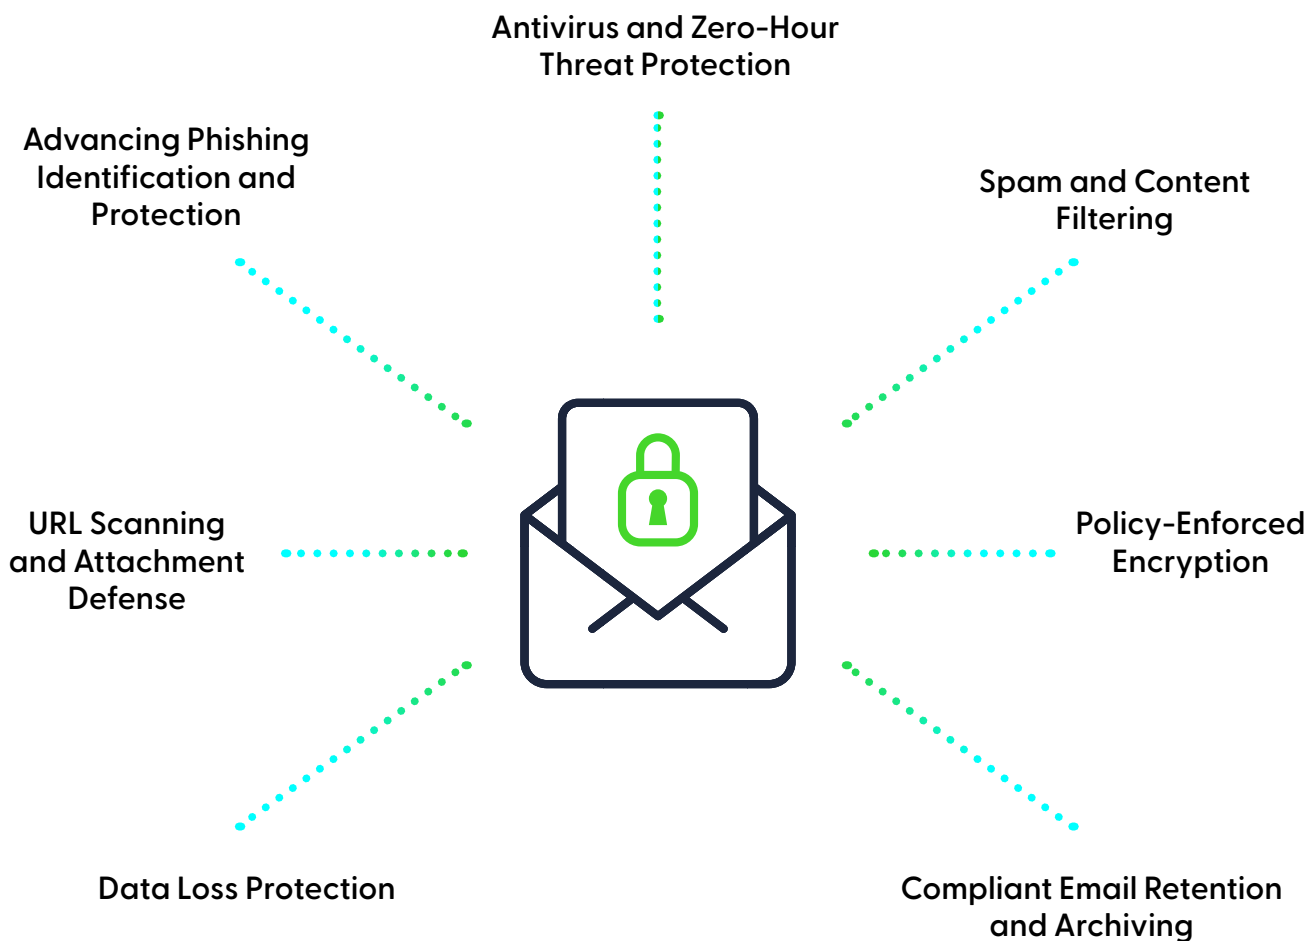 Antivirus and Zero-Hour
Threat Protection
Advancing Phishing
Identification and
Protection
Spam and Content
Filtering
URL Scanning
and Attachment
Defense
Policy-Enforced
Encryption
Data Loss Protection
Compliant Email Retention
and Archiving